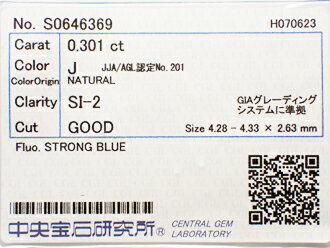 No. S0646369 H070623
Carat 0.301 ct
Color J JJA/AGL認定No.201
ColorOrigin NATURAL
Clarity SI-2 GIAグレーディング
システムに準拠
Cut GOOD Size 4.28 - 4.33 × 2.63 mm
Fluo. STRONG BLUE
中央宝石研究所® CENTRAL GEM
LABORATORY